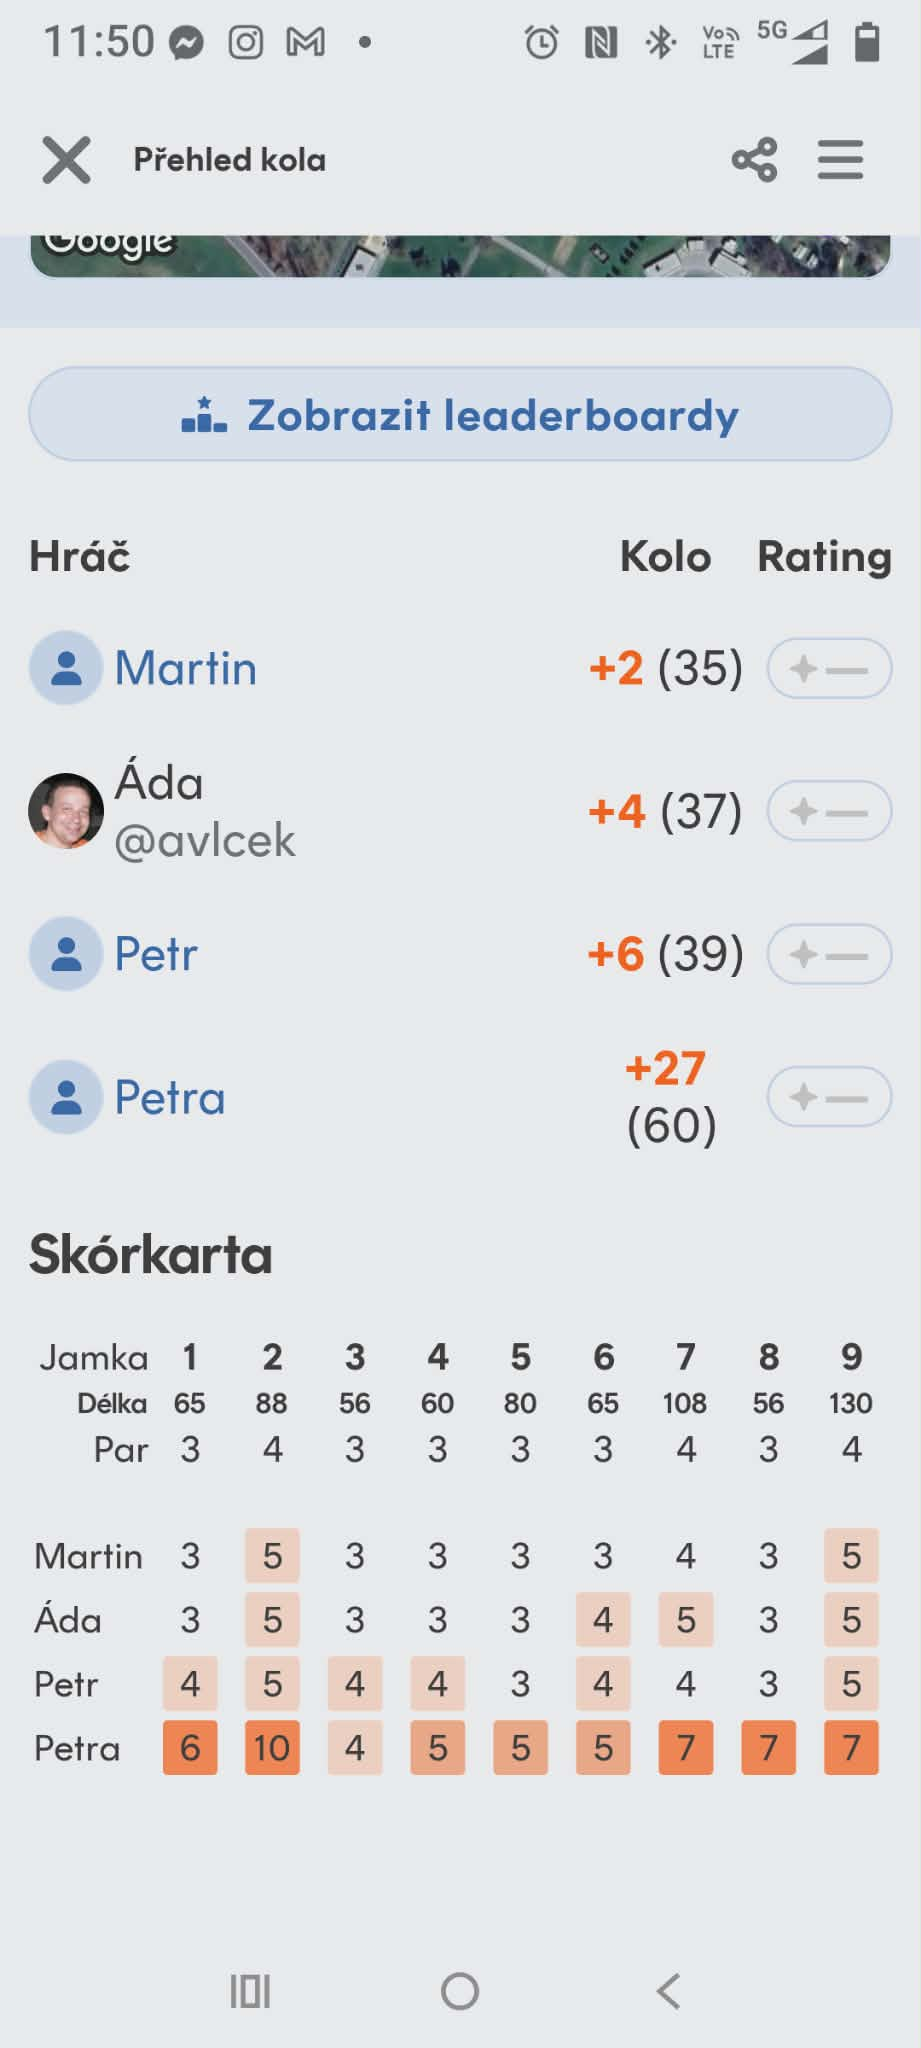 11:50
Vo LTE 5G
Přehled kola
Google
Zobrazit leaderboardy
Hráč Kolo Rating
Martin +2 (35)
Áda
@avlcek +4 (37)
Petr +6 (39)
Petra +27
(60)
Skórkarta
Jamka 1 2 3 4 5 6 7 8 9
Délka 65 88 56 60 80 65 108 56 130
Par 3 4 3 3 3 3 4 3 4
Martin 3 5 3 3 3 3 4 3 5
Áda 3 5 3 3 3 4 5 3 5
Petr 4 5 4 4 3 4 4 3 5
Petra 6 10 4 5 5 5 7 7 7